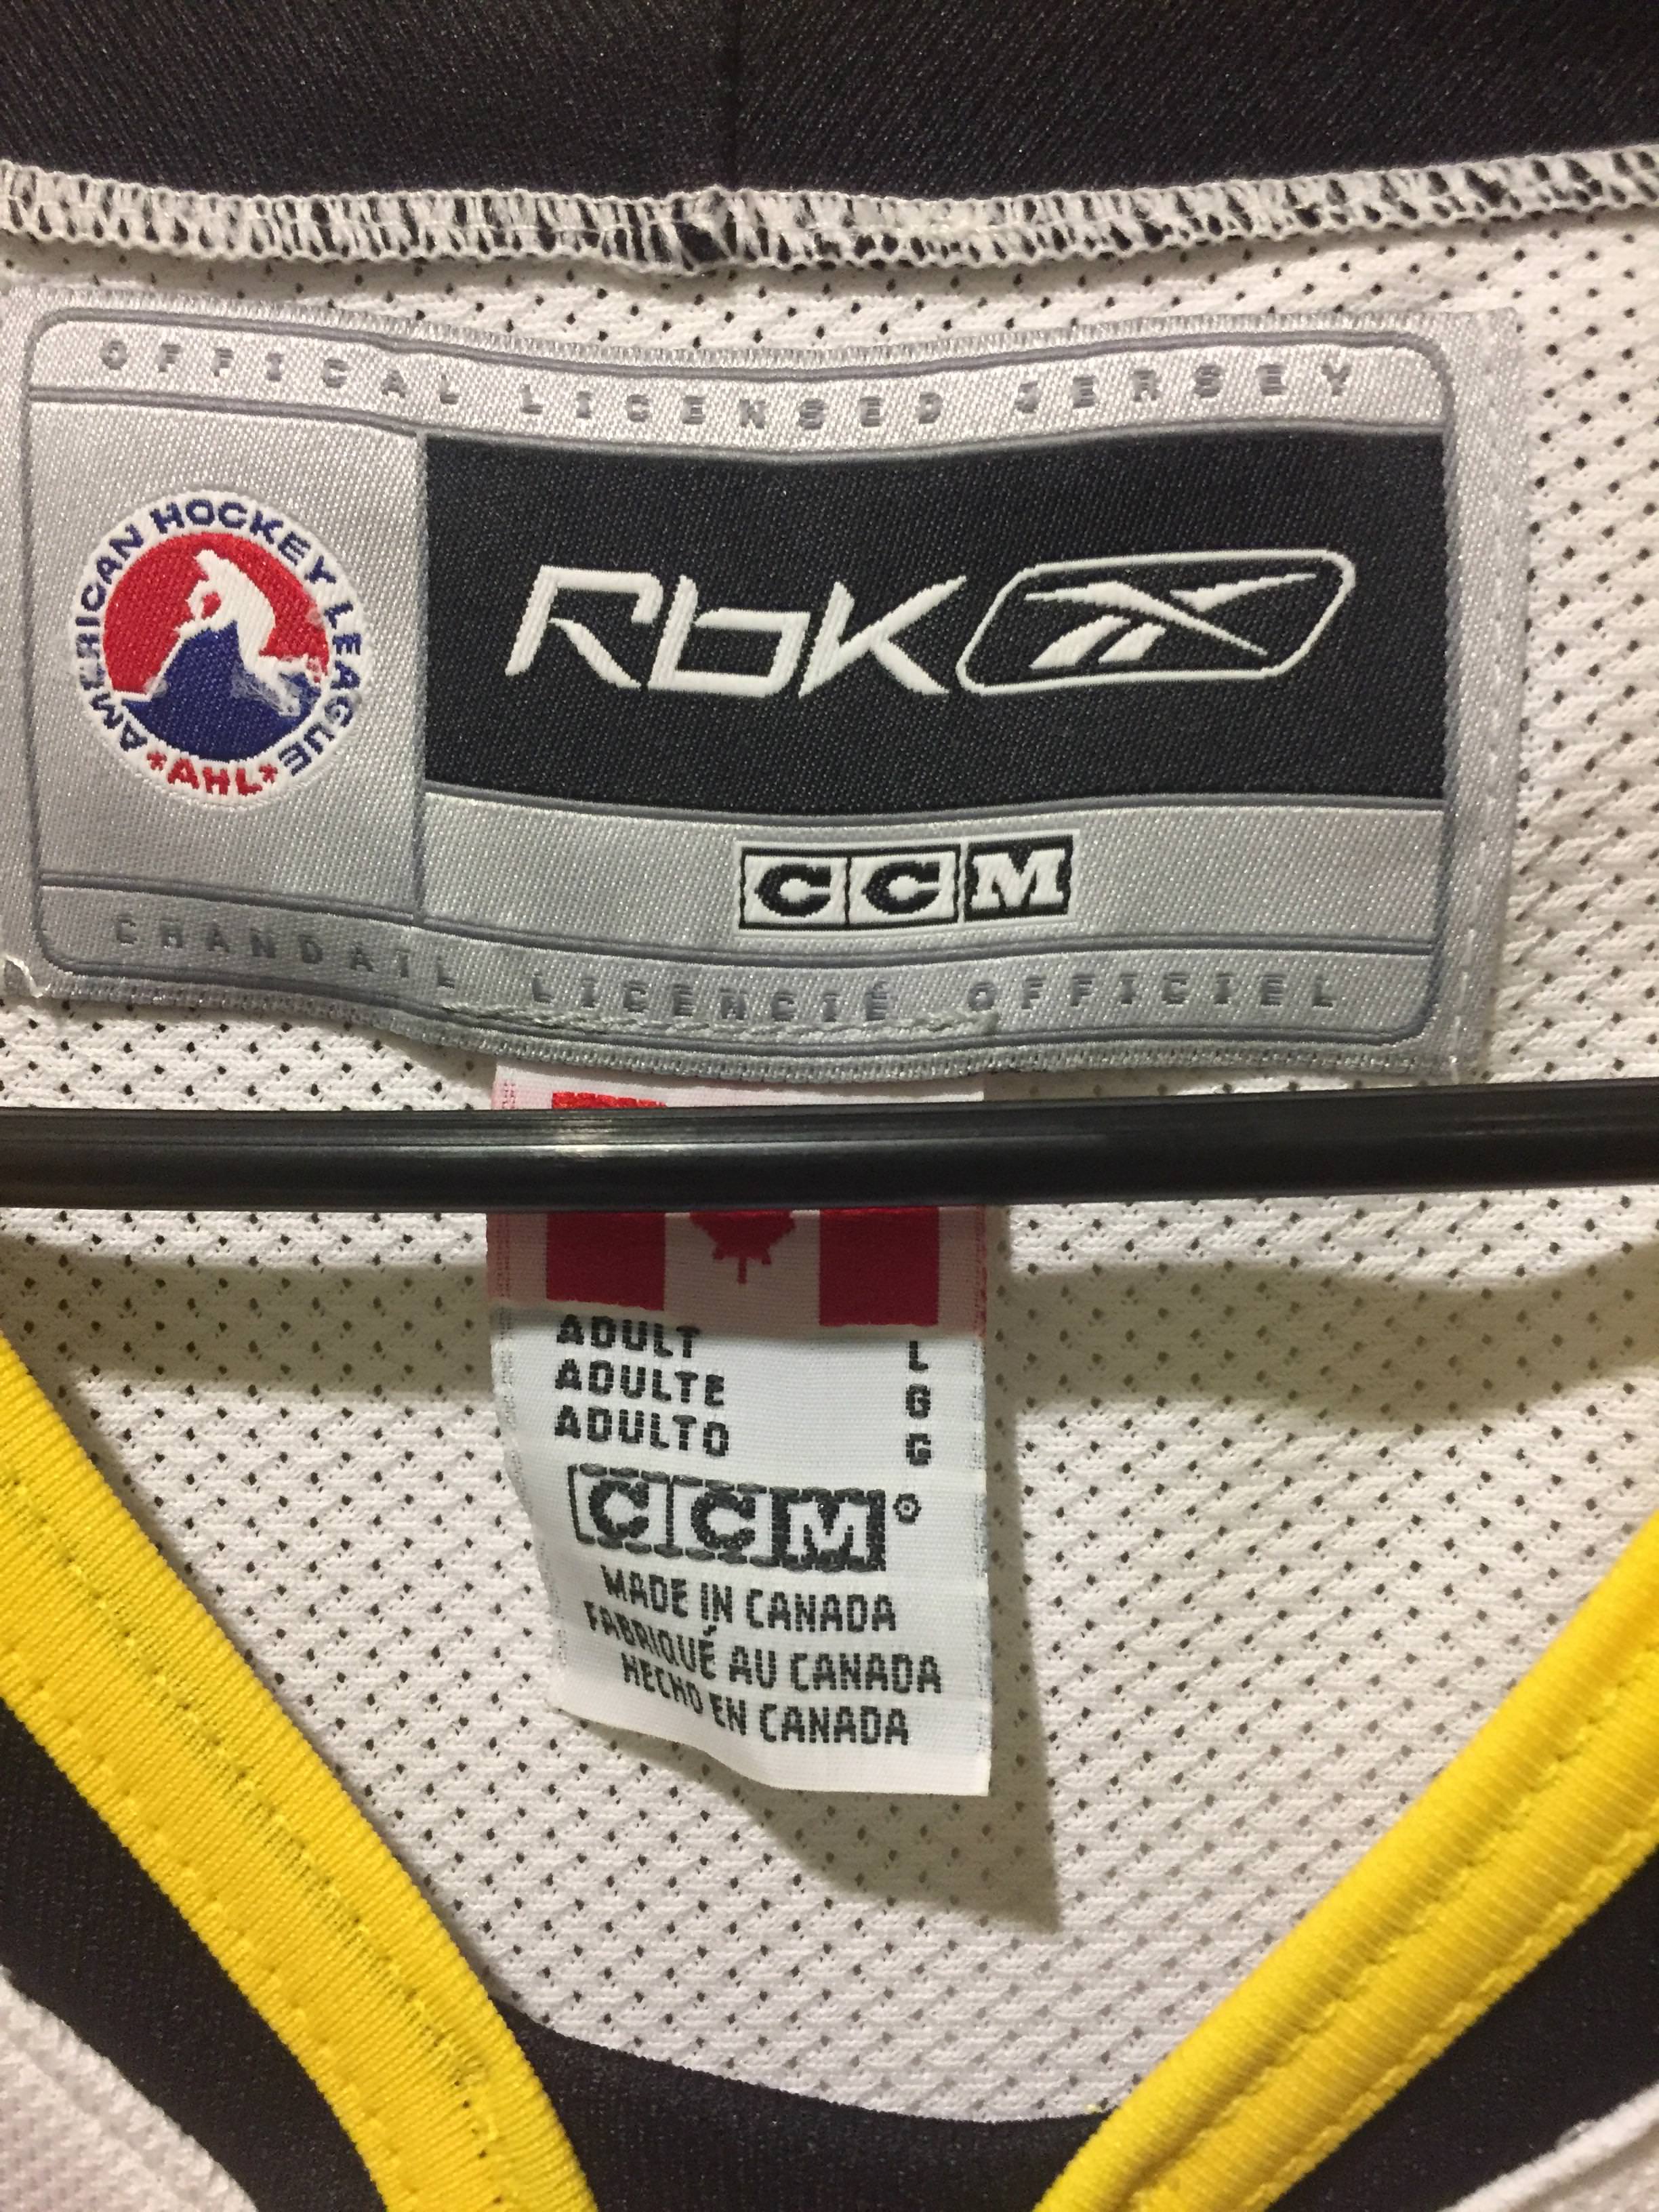 OFFICAL LICENSED JERSEY
AMERICAN HOCKEY LEAGUE
*AHL*
Rbk
CCM
CHANDAIL LICENCIÉ OFFICIEL
ADULT L
ADULTE G
ADULTO G
CCM®
MADE IN CANADA
FABRIQUÉ AU CANADA
HECHO EN CANADA